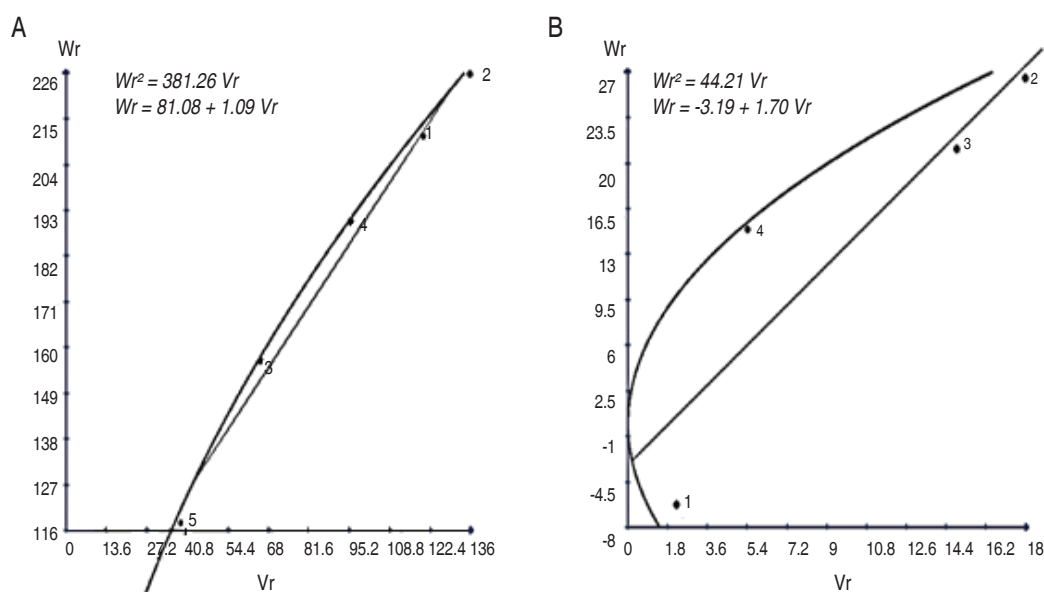 A
Wr
Wr² = 381.26 Vr
Wr = 81.08 + 1.09 Vr
226
215
204
193
182
171
160
149
138
127
116
2
1
4
3
5
0 13.6 27.2 40.8 54.4 68 81.6 95.2 108.8 122.4 136
Vr
B
Wr
Wr² = 44.21 Vr
Wr = -3.19 + 1.70 Vr
27
23.5
20
16.5
13
9.5
6
2.5
-1
-4.5
-8
2
3
4
1
0 1.8 3.6 5.4 7.2 9 10.8 12.6 14.4 16.2 18
Vr